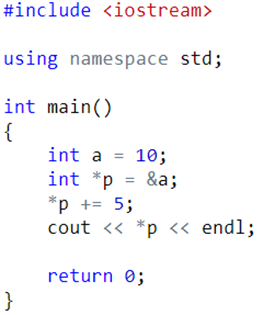 #include <iostream>

using namespace std;

int main()
{
    int a = 10;
    int *p = &a;
    *p += 5;
    cout << *p << endl;

    return 0;
}